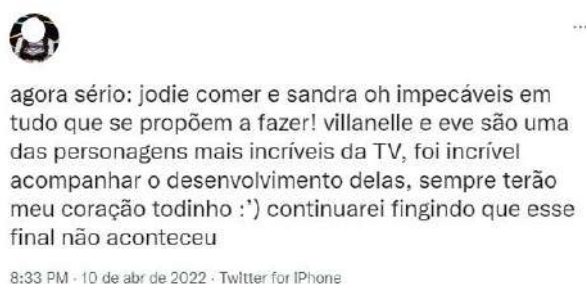 agora sério: jodie comer e sandra oh impecáveis em
tudo que se propõem a fazer! villanelle e eve são uma
das personagens mais incríveis da TV, foi incrível
acompanhar o desenvolvimento delas, sempre terão
meu coração todinho :') continuarei fingindo que esse
final não aconteceu
8:33 PM · 10 de abr de 2022 · Twitter for iPhone